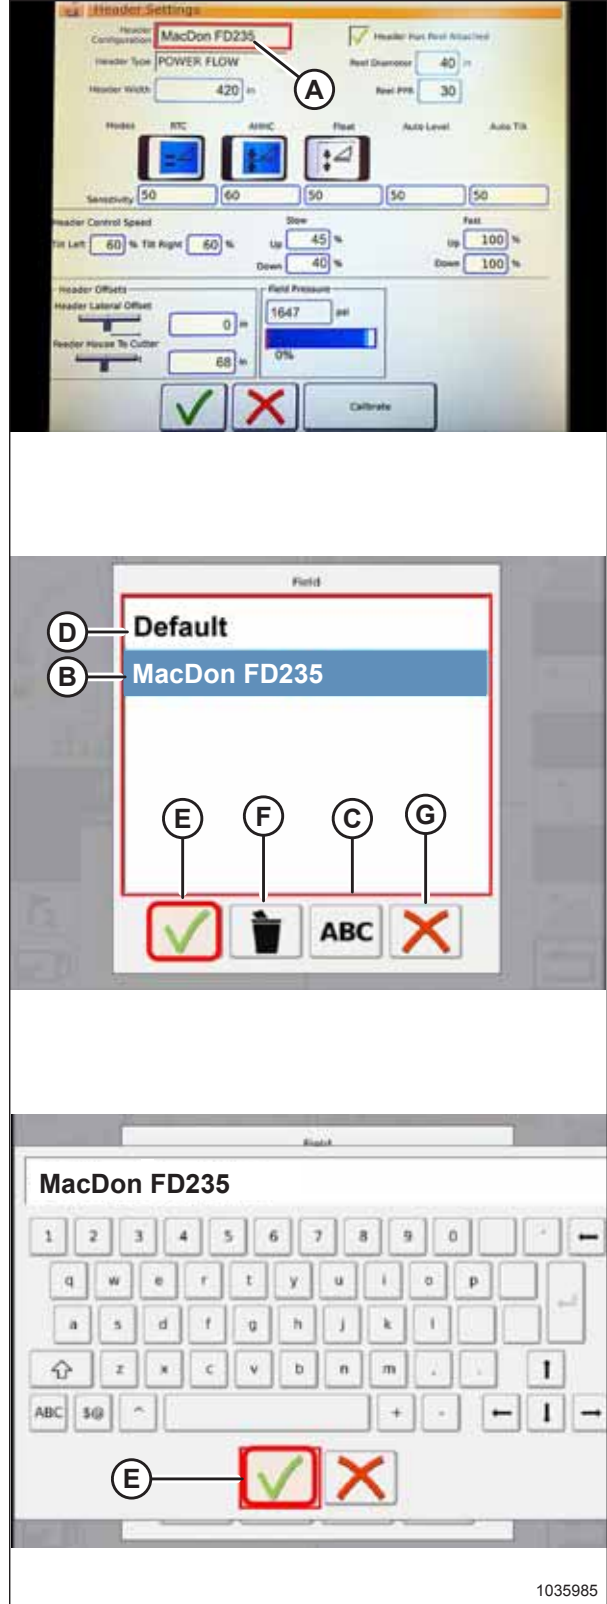 Header Settings
Header Configuration MacDon FD235
Header Has Reel Attached
Header Type POWER FLOW
Reel Diameter 40 in
Header Width 420 in
Reel PPR 30
A
Modes RTC AHHC Float Auto Level Auto Tilt
Sensitivity 50 60 50 50 50
Header Control Speed Slow Fast
Tilt Left 60 % Tilt Right 60 % Up 45 % Up 100 %
Down 40 % Down 100 %
Header Offsets Field Pressure
Header Lateral Offset 1647 psi
0 in
Feeder House To Cutter 0%
68 in
Calibrate
Field
D Default
B MacDon FD235
E F C G
ABC
Field
MacDon FD235
1 2 3 4 5 6 7 8 9 0
q w e r t y u i o p
a s d f g h j k l
z x c v b n m , .
ABC $@ ^ + -
E
1035985